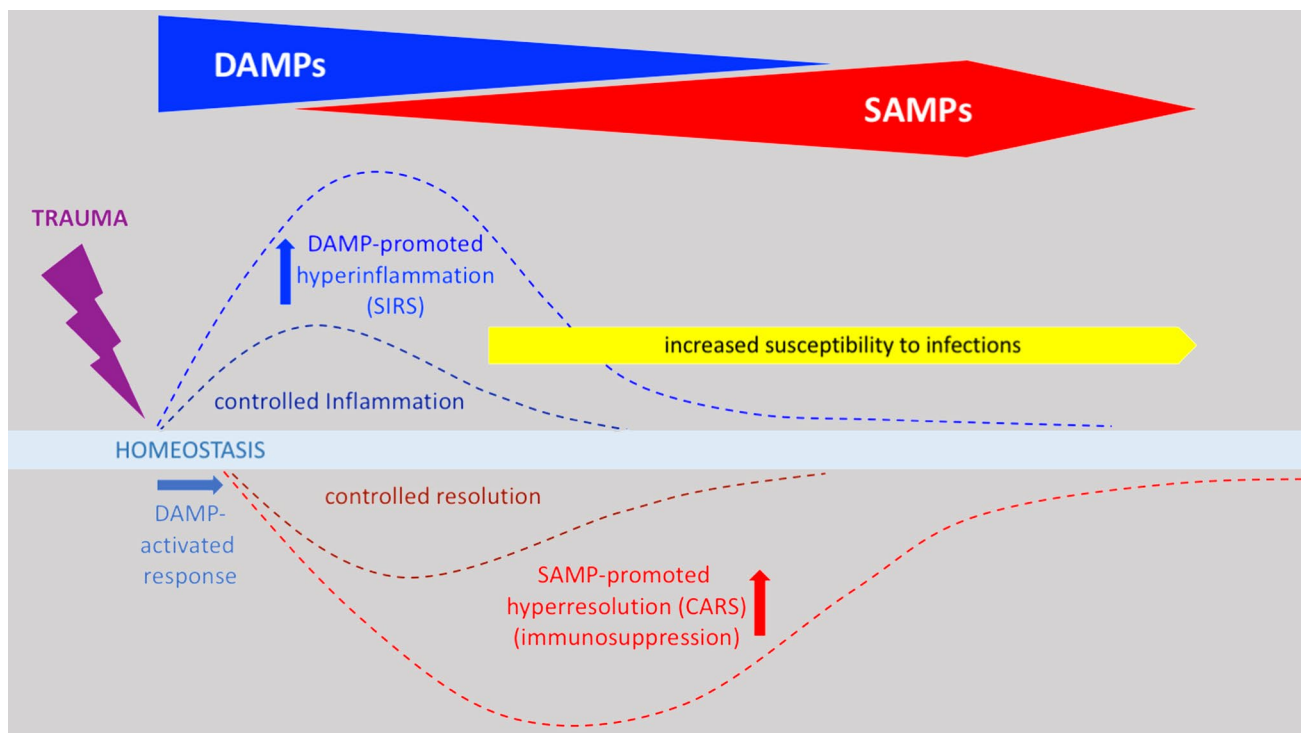 DAMPs
SAMPs
TRAUMA
DAMP-promoted
hyperinflammation
(SIRS)
increased susceptibility to infections
controlled Inflammation
HOMEOSTASIS
controlled resolution
DAMP-
activated
response
SAMP-promoted
hyperresolution (CARS)
(immunosuppression)